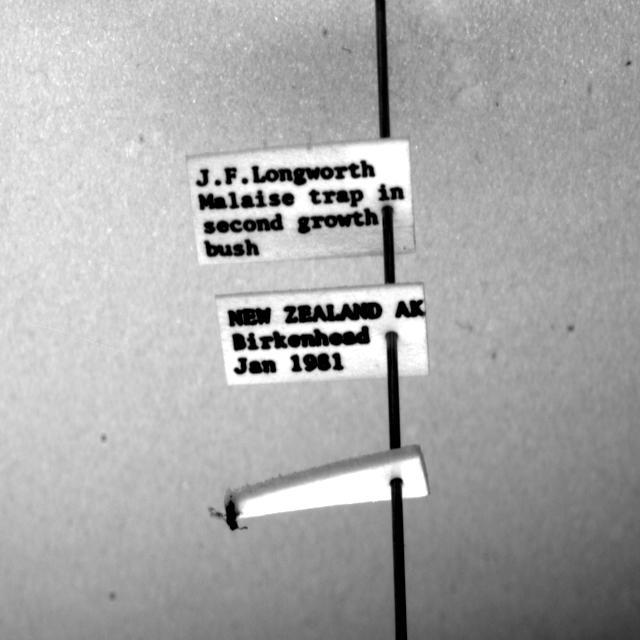 J.F.Longworth
Malaise trap in
second growth
bush
NEW ZEALAND AK
Birkenhead
Jan 1981